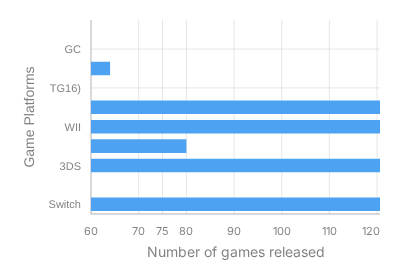 GC
TG16)
WII
3DS
Switch
Game Platforms
60 70 75 80 90 100 110 120
Number of games released